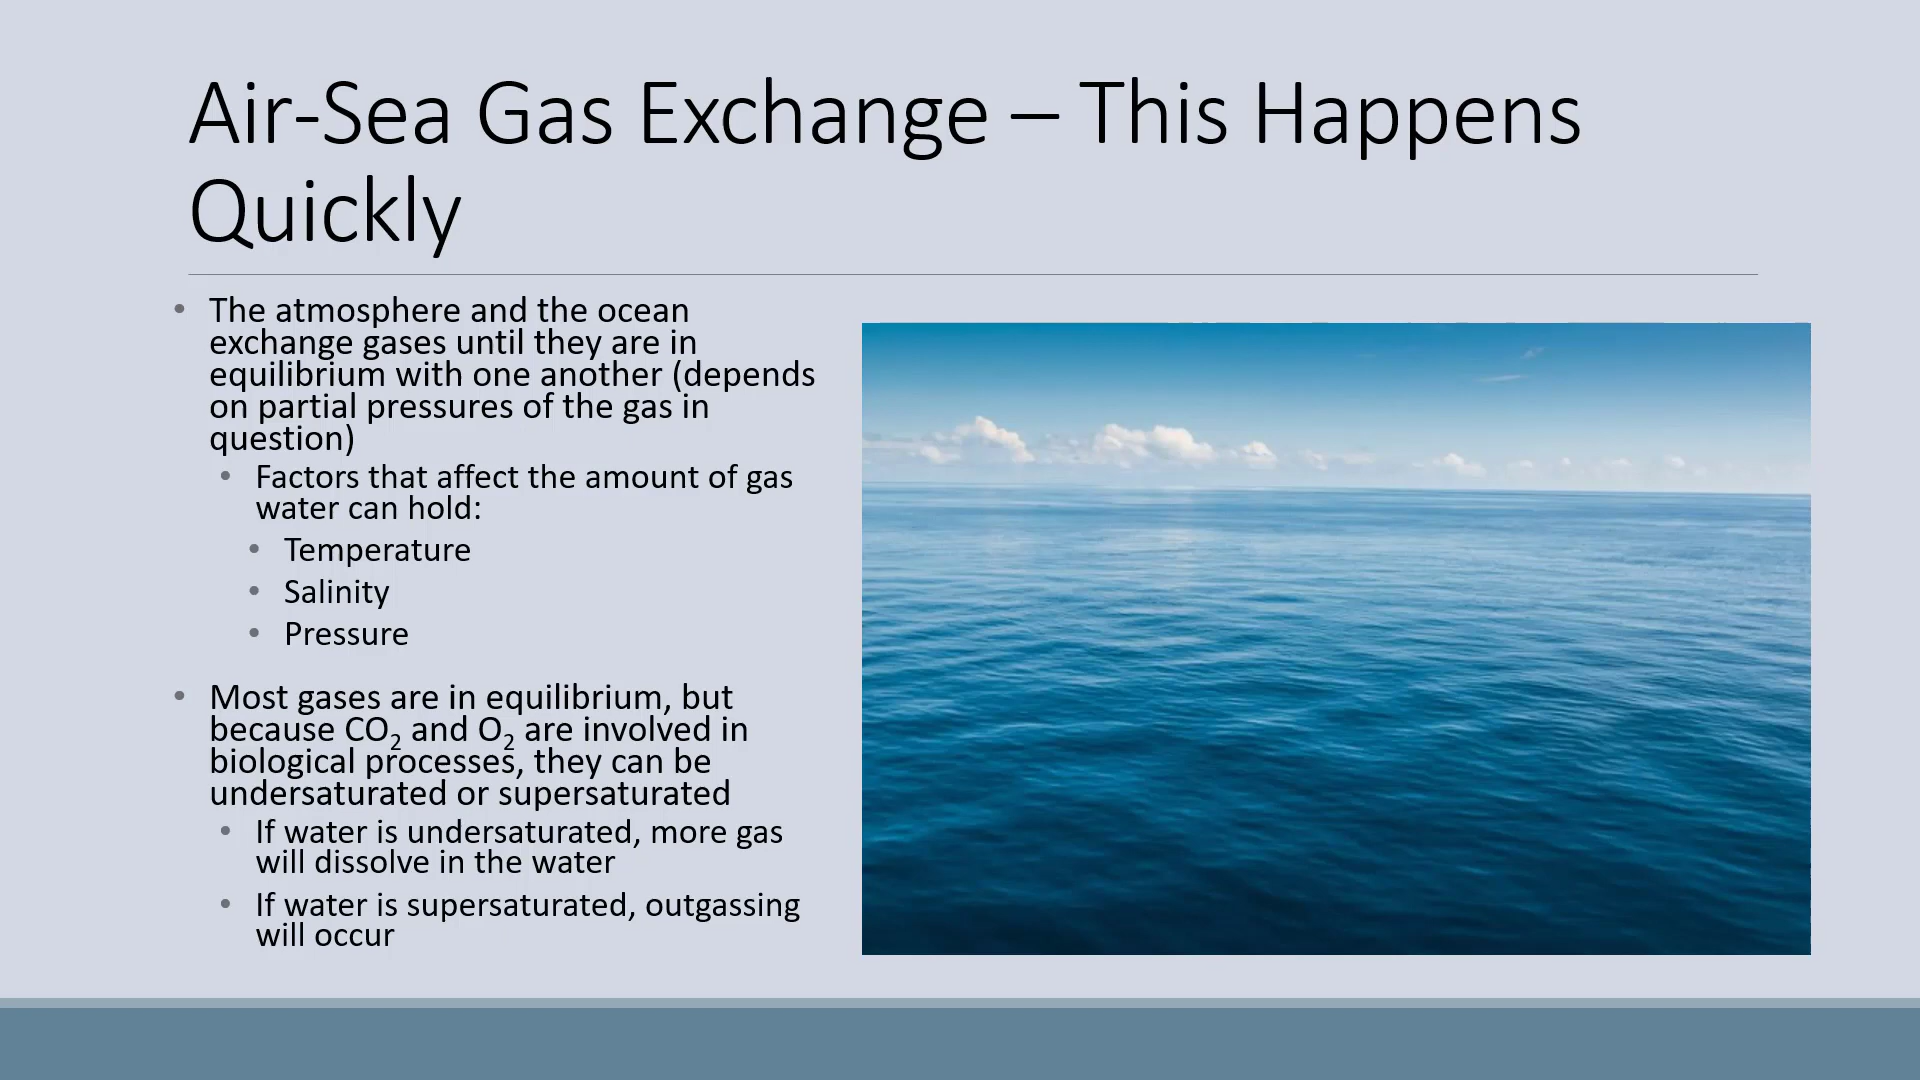 Air-Sea Gas Exchange – This Happens
Quickly
• The atmosphere and the ocean
exchange gases until they are in
equilibrium with one another (depends
on partial pressures of the gas in
question)
• Factors that affect the amount of gas
water can hold:
• Temperature
• Salinity
• Pressure
• Most gases are in equilibrium, but
because CO₂ and O₂ are involved in
biological processes, they can be
undersaturated or supersaturated
• If water is undersaturated, more gas
will dissolve in the water
• If water is supersaturated, outgassing
will occur